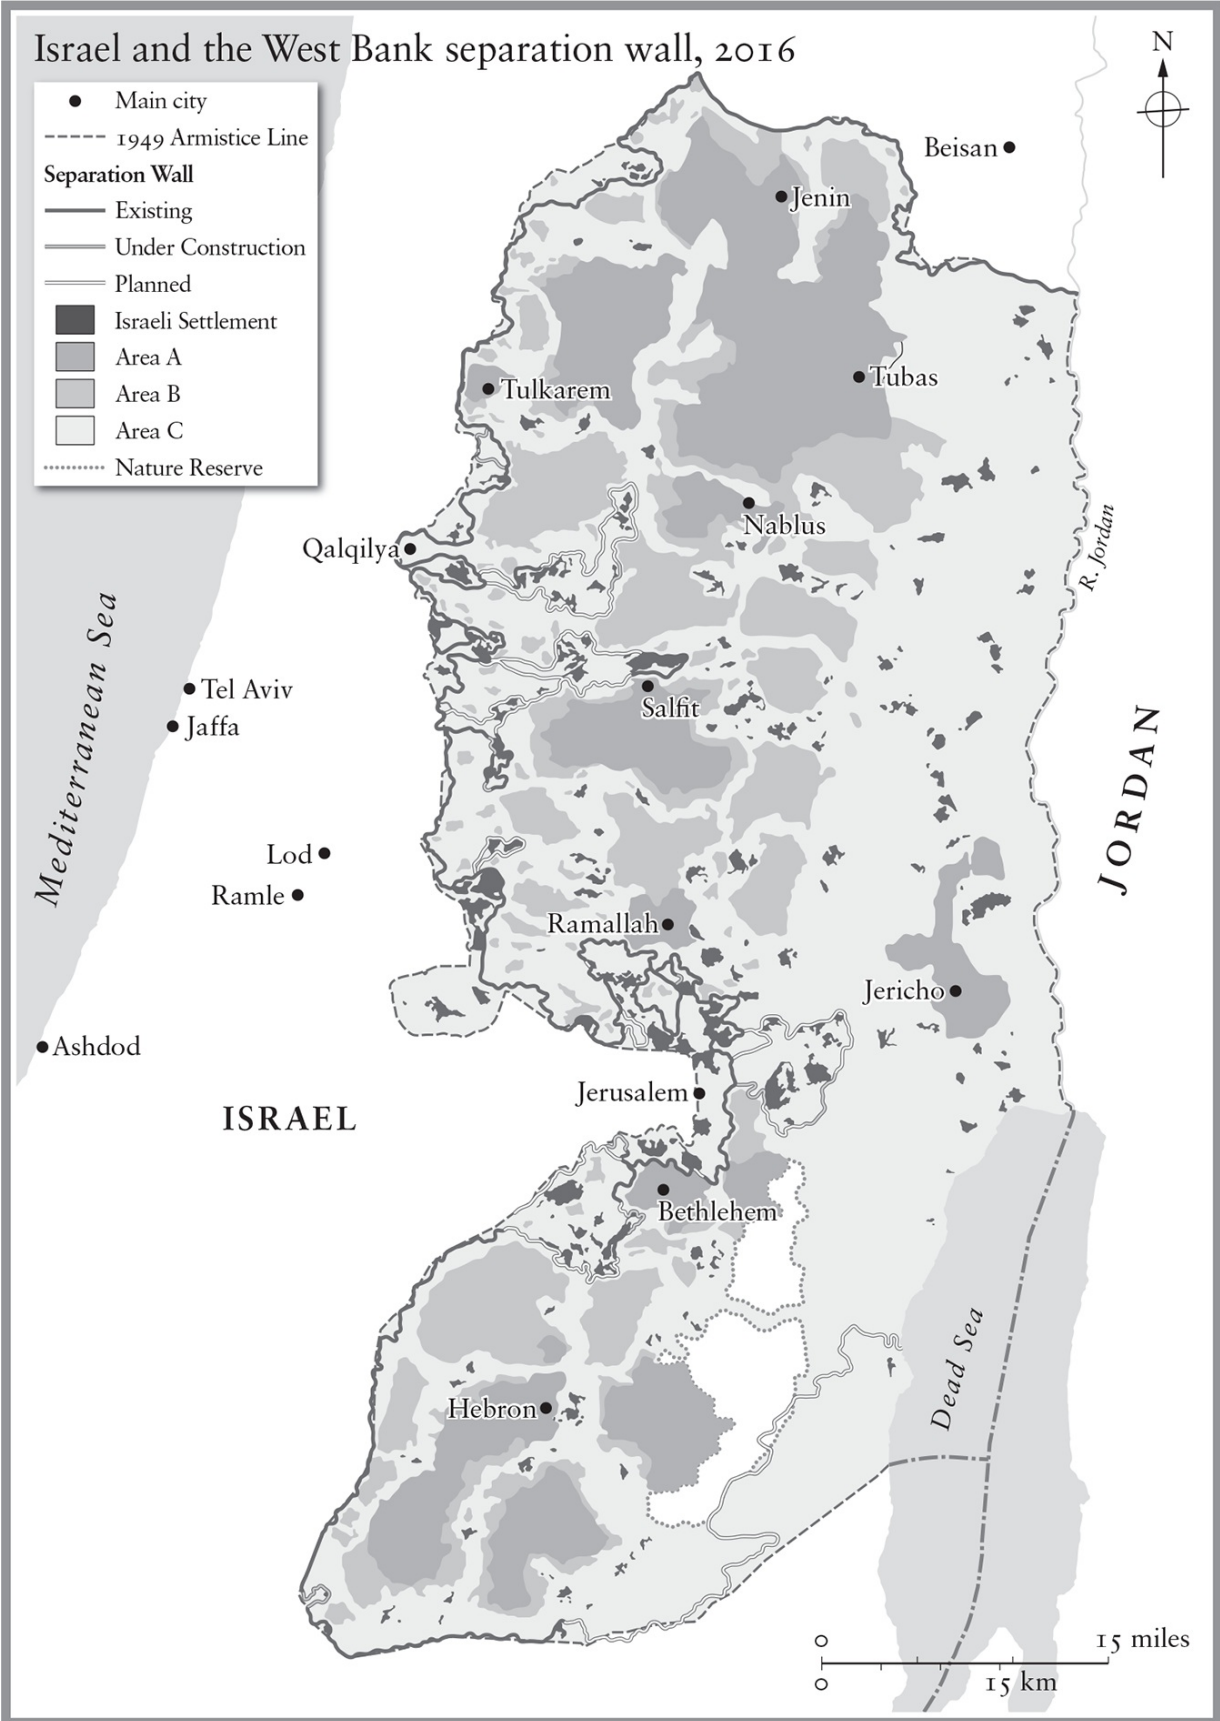 Israel and the West Bank separation wall, 2016
Main city
1949 Armistice Line
Separation Wall
Existing
Under Construction
Planned
Israeli Settlement
Area A
Area B
Area C
Nature Reserve
N
Beisan
Jenin
Tulkarem
Tubas
Nablus
Qalqilya
R. Jordan
Mediterranean Sea
Tel Aviv
Jaffa
Salfit
JORDAN
Lod
Ramle
Ramallah
Jericho
Ashdod
Jerusalem
ISRAEL
Bethlehem
Dead Sea
Hebron
0 15 miles
0 15 km